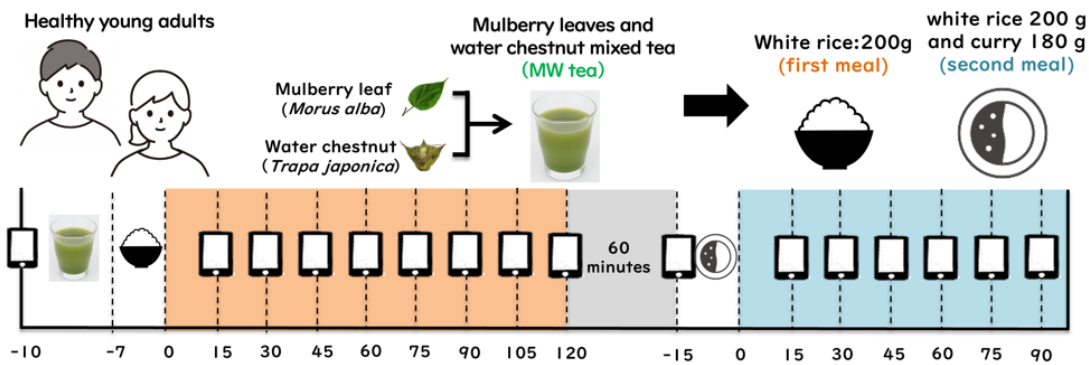 Healthy young adults
Mulberry leaves and
water chestnut mixed tea
(MW tea)
Mulberry leaf
(Morus alba)
Water chestnut
(Trapa japonica)
White rice:200g
(first meal)
white rice 200 g
and curry 180 g
(second meal)
60
minutes
-10 -7 0 15 30 45 60 75 90 105 120 -15 0 15 30 45 60 75 90